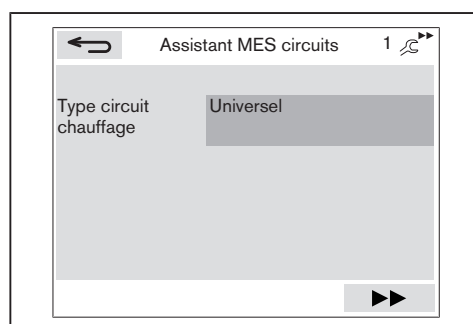 Assistant MES circuits 1
Type circuit Universel
chauffage